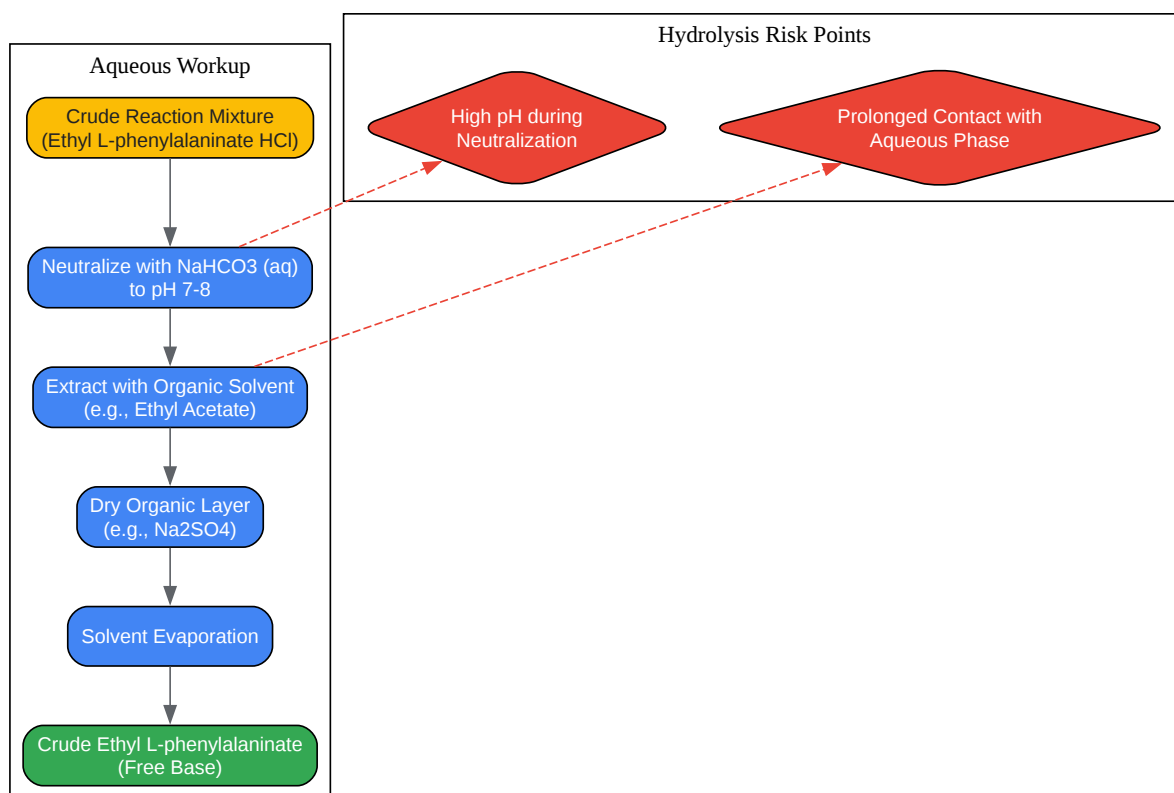 Hydrolysis Risk Points
Aqueous Workup
Crude Reaction Mixture
(Ethyl L-phenylalaninate HCl)
High pH during
Neutralization
Prolonged Contact with
Aqueous Phase
Neutralize with NaHCO3 (aq)
to pH 7-8
Extract with Organic Solvent
(e.g., Ethyl Acetate)
Dry Organic Layer
(e.g., Na2SO4)
Solvent Evaporation
Crude Ethyl L-phenylalaninate
(Free Base)